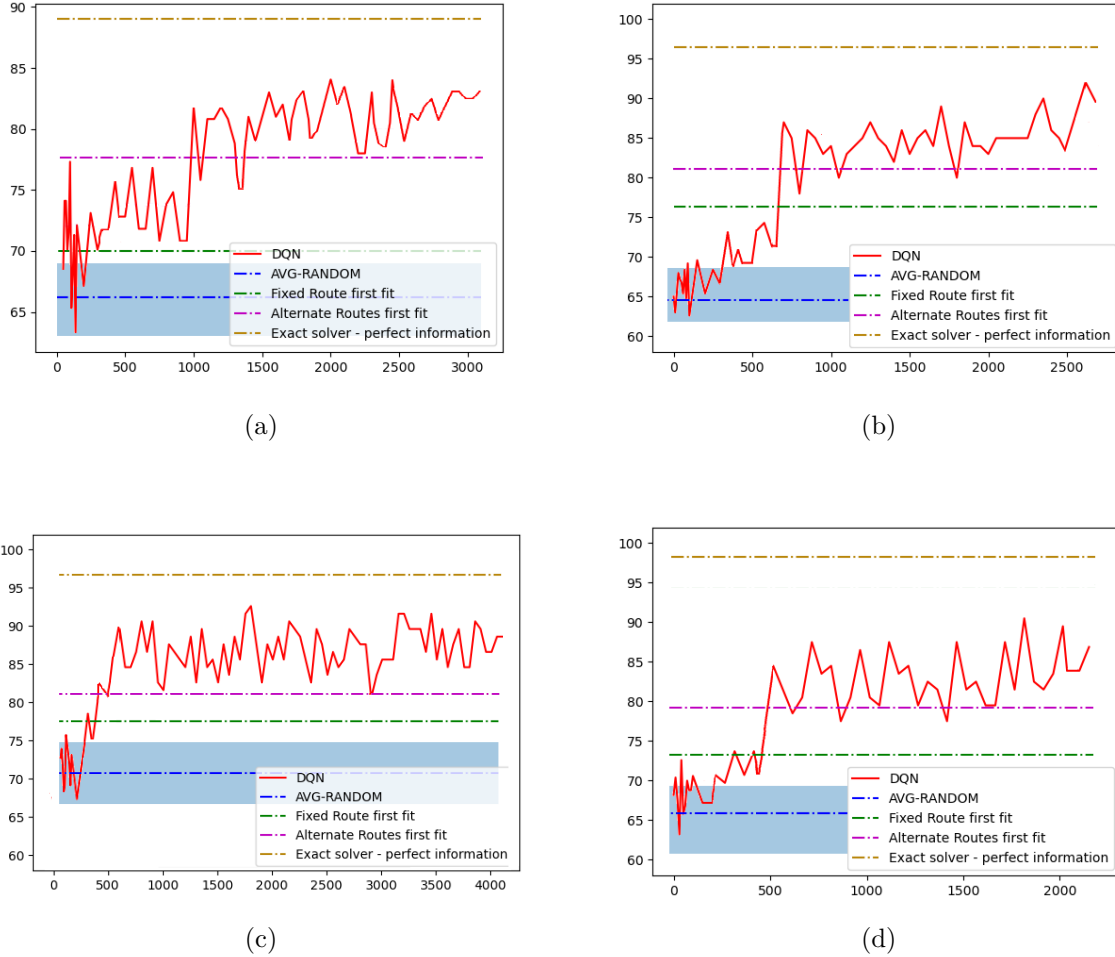 90
85
80
75
70
65
0 500 1000 1500 2000 2500 3000
DQN
AVG-RANDOM
Fixed Route first fit
Alternate Routes first fit
Exact solver - perfect information
(a)
100
95
90
85
80
75
70
65
60
0 500 1000 1500 2000 2500
DQN
AVG-RANDOM
Fixed Route first fit
Alternate Routes first fit
Exact solver - perfect information
(b)
100
95
90
85
80
75
70
65
60
0 500 1000 1500 2000 2500 3000 3500 4000
DQN
AVG-RANDOM
Fixed Route first fit
Alternate Routes first fit
Exact solver - perfect information
(c)
100
95
90
85
80
75
70
65
60
0 500 1000 1500 2000
DQN
AVG-RANDOM
Fixed Route first fit
Alternate Routes first fit
Exact solver - perfect information
(d)